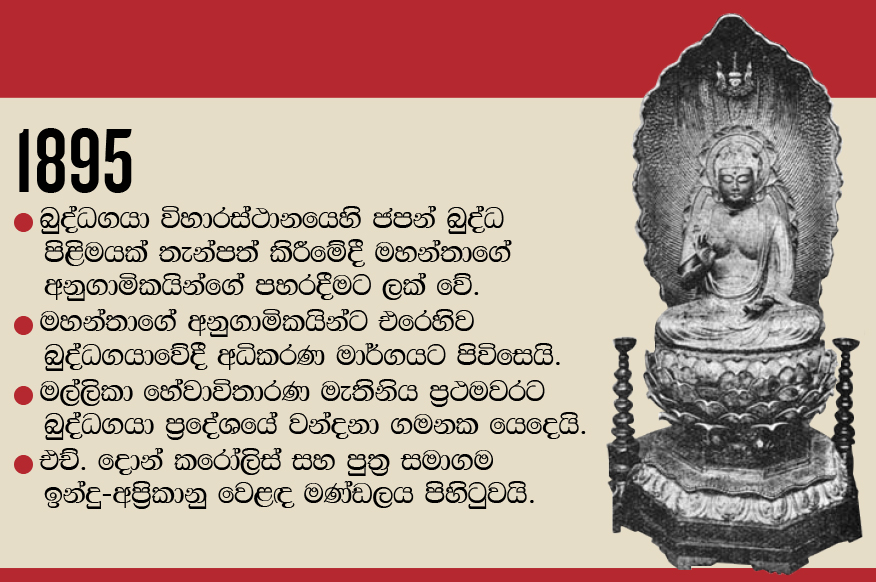 1895
● බුද්ධගයා විහාරස්ථානයෙහි ජපන් බුද්ධ
පිළිමයක් තැන්පත් කිරීමේදී මහන්තාගේ
අනුගාමිකයින්ගේ පහරදීමට ලක් වේ.
● මහන්තාගේ අනුගාමිකයින්ට එරෙහිව
බුද්ධගයාවේදී අධිකරණ මාර්ගයට පිවිසෙයි.
● මල්ලිකා හේවාවිතාරණ මැතිනිය ප්‍රථමවරට
බුද්ධගයා ප්‍රදේශයේ වන්දනා ගමනක යෙදෙයි.
● එච්. දොන් කරෝලිස් සහ පුත්‍ර සමාගම
ඉන්දු-අප්‍රිකානු වෙළඳ මණ්ඩලය පිහිටුවයි.